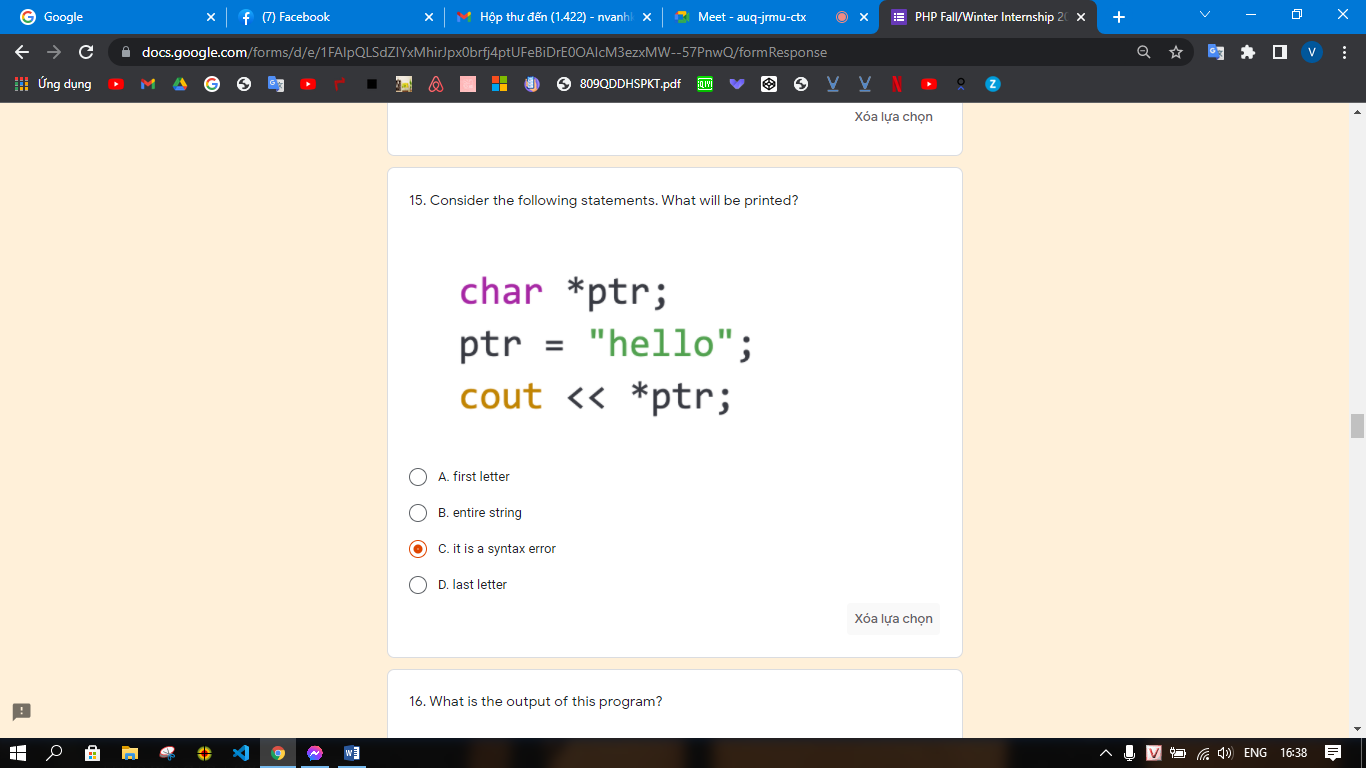 Google
(7) Facebook
Hộp thư đến (1.422) - nvanhi
Meet - auq-jrmu-ctx
PHP Fall/Winter Internship 20
docs.google.com/forms/d/e/1FAIpQLSdZIYxMhirJpx0brfj4ptUFeBiDrE0OAlcM3ezxMW--57PnwQ/formResponse
V
Ứng dụng
809QDDHSPKT.pdf
Xóa lựa chọn
15. Consider the following statements. What will be printed?
char *ptr;
ptr = "hello";
cout << *ptr;
A. first letter
B. entire string
C. it is a syntax error
D. last letter
Xóa lựa chọn
16. What is the output of this program?
ENG
16:38